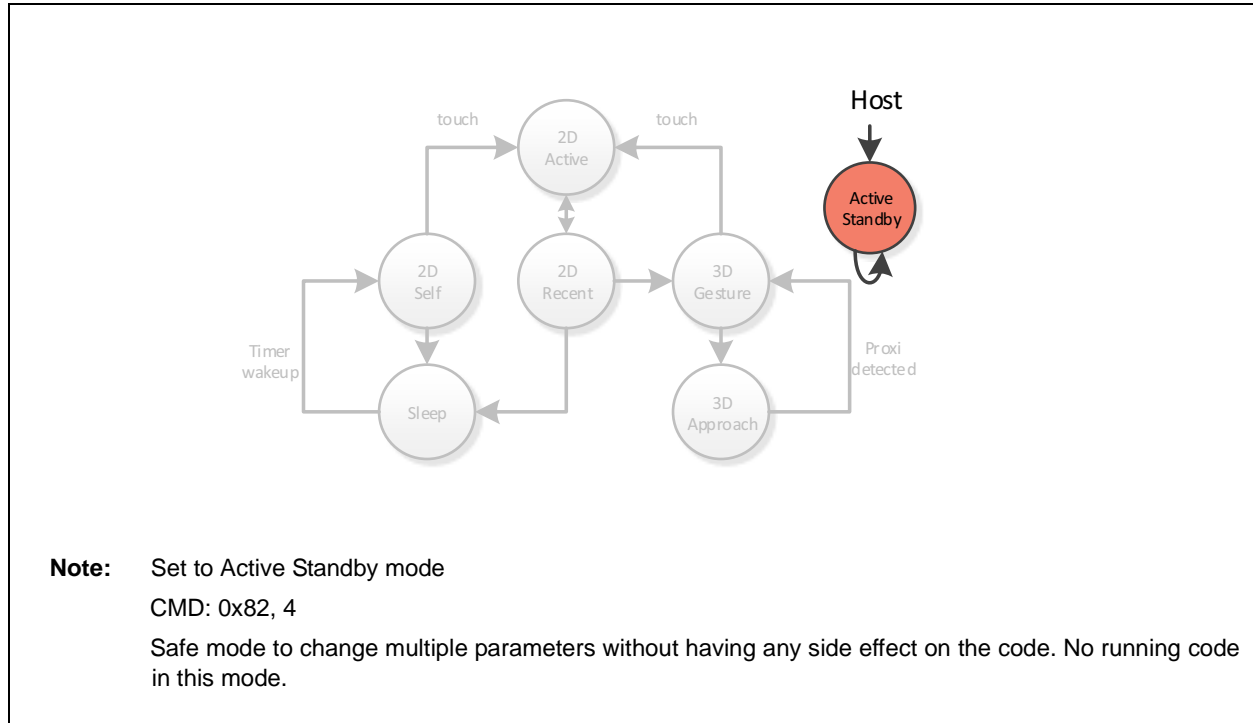 Host
touch
touch
2D
Active
Active
Standby
2D
Self
2D
Recent
3D
Gesture
Timer
wakeup
Proxi
detected
Sleep
3D
Approach
Note: Set to Active Standby mode
CMD: 0x82, 4
Safe mode to change multiple parameters without having any side effect on the code. No running code
in this mode.